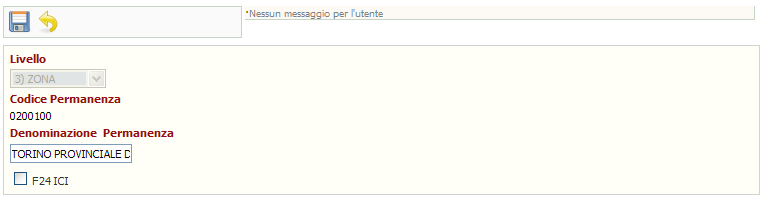 Nessun messaggio per l'utente
Livello
3) ZONA
Codice Permanenza
0200100
Denominazione Permanenza
TORINO PROVINCIALE D
F24 ICI